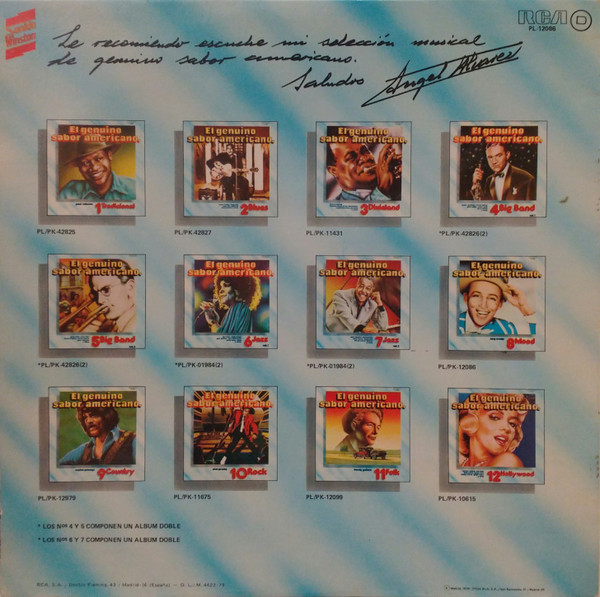 RCA
PL-12086
Le recomiendo escuche mi selección musical
de genuino sabor americano.
Saludos Angel Alvarez
El genuino
sabor americano
1 Tradicional
PL/PK-42825
El genuino
sabor americano
2 Blues
PL/PK-42827
El genuino
sabor americano
3 Dixieland
PL/PK-11431
El genuino
sabor americano
4 Big Band
*PL/PK-42826(2)
El genuino
sabor americano
5 Big Band
*PL/PK-42826(2)
El genuino
sabor americano
6 Jazz
*PL/PK-01984(2)
El genuino
sabor americano
7 Jazz
*PL/PK-01984(2)
El genuino
sabor americano
8 Mood
PL/PK-12086
El genuino
sabor americano
9 Country
PL/PK-12979
El genuino
sabor americano
10 Rock
PL/PK-11675
El genuino
sabor americano
11 Folk
PL/PK-12099
El genuino
sabor americano
12 Hollywood
PL/PK-10615
* LOS Nºs 4 Y 5 COMPONEN UN ALBUM DOBLE
* LOS Nºs 6 Y 7 COMPONEN UN ALBUM DOBLE
RCA, S.A.